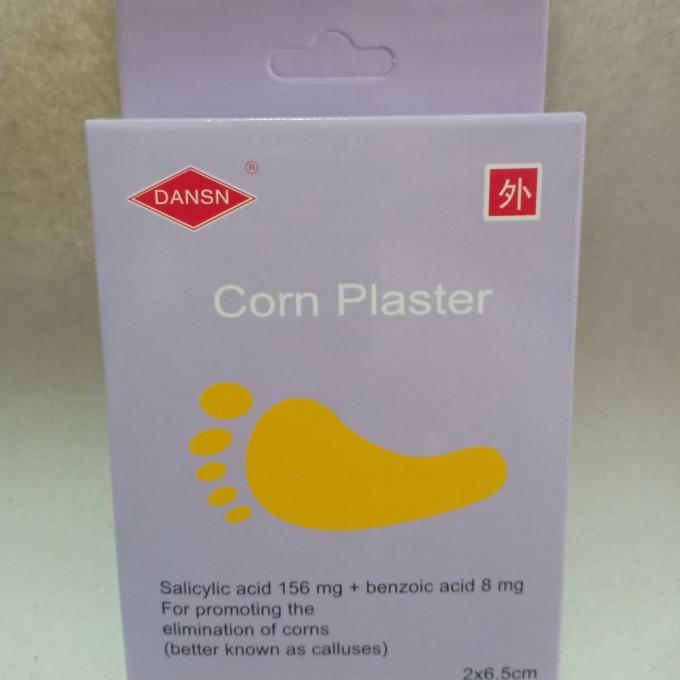 DANSN ®
外
Corn Plaster
Salicylic acid 156 mg + benzoic acid 8 mg
For promoting the
elimination of corns
(better known as calluses)
2x6.5cm